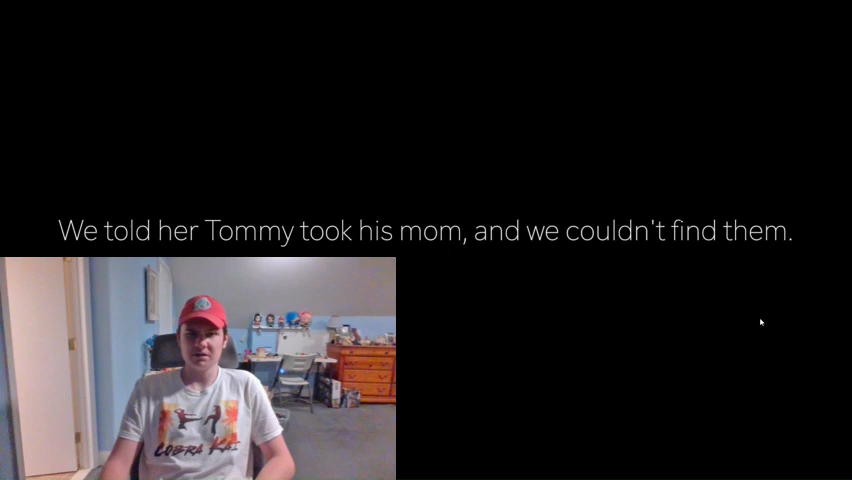 We told her Tommy took his mom, and we couldn't find them.
COBRA KAI